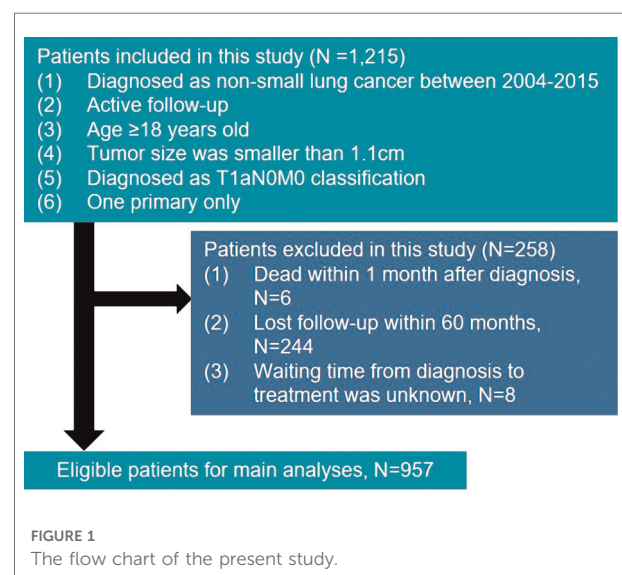 Patients included in this study (N =1,215)
(1) Diagnosed as non-small lung cancer between 2004-2015
(2) Active follow-up
(3) Age ≥18 years old
(4) Tumor size was smaller than 1.1cm
(5) Diagnosed as T1aN0M0 classification
(6) One primary only
Patients excluded in this study (N=258)
(1) Dead within 1 month after diagnosis,
N=6
(2) Lost follow-up within 60 months,
N=244
(3) Waiting time from diagnosis to
treatment was unknown, N=8
Eligible patients for main analyses, N=957
FIGURE 1
The flow chart of the present study.